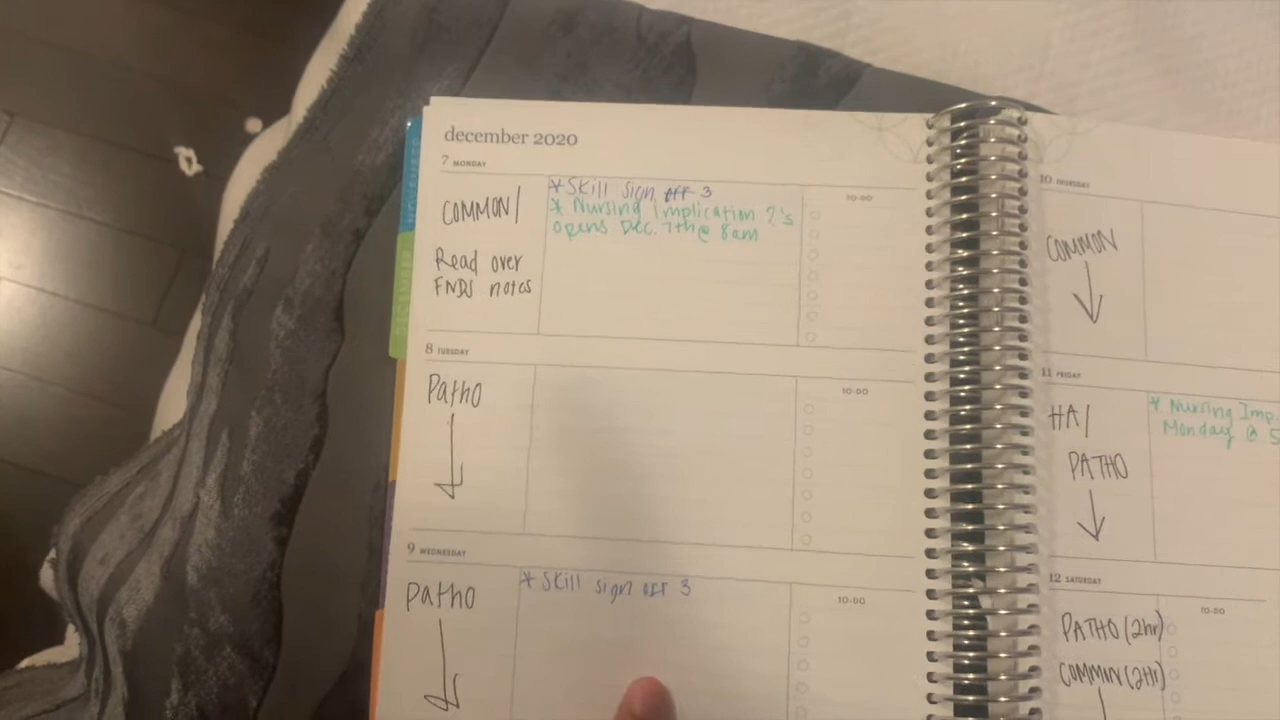 december 2020
7 MONDAY
COMMON/
Read over
FNDS notes
* Skill sign off 3
* Nursing Implication ?'s
opens Dec. 7th @ 8am
TO-DO
8 TUESDAY
Patho
TO-DO
9 WEDNESDAY
Patho
* Skill sign off 3
TO-DO
10 THURSDAY
COMMON
11 FRIDAY
HA/
PATHO
* Nursing Imp
Monday @ 5
12 SATURDAY
PATHO (2hr)
COMMON (2Hr)
TO-DO
NOVEMBER
DECEMBER